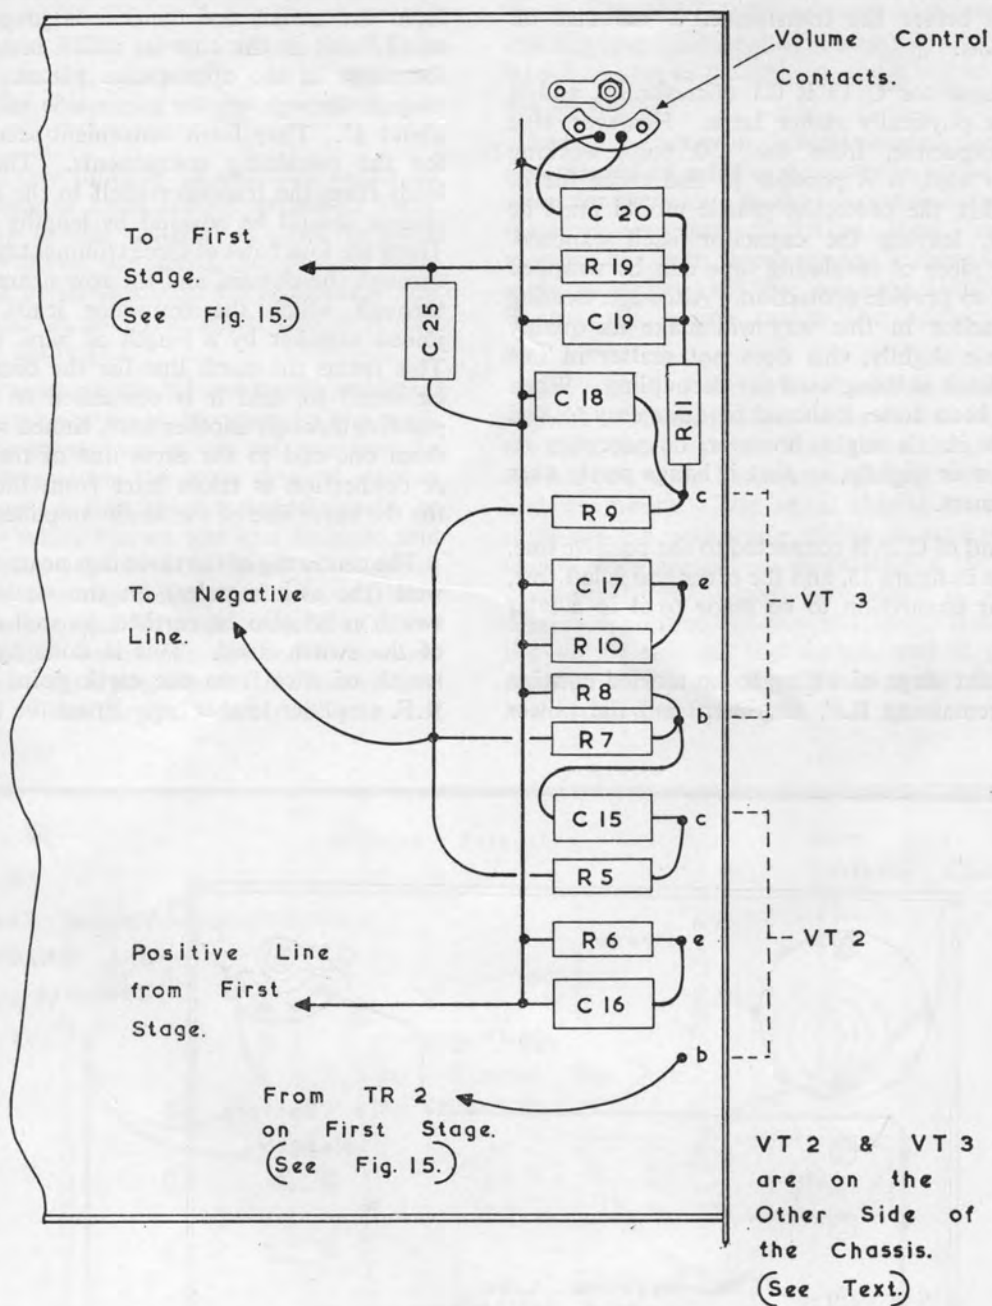 Volume Control
Contacts.
C 20
To First
Stage.
(See Fig.15.)
R 19
C 19
C 25
C 18
R 11
c
R 9
To Negative
Line.
C 17
e
VT 3
R 10
R 8
b
R 7
C 15
c
R 5
R 6
e
VT 2
Positive Line
from First
Stage.
C 16
b
From TR 2
on First Stage.
(See Fig.15.)
VT 2 & VT 3
are on the
Other Side of
the Chassis.
(See Text.)